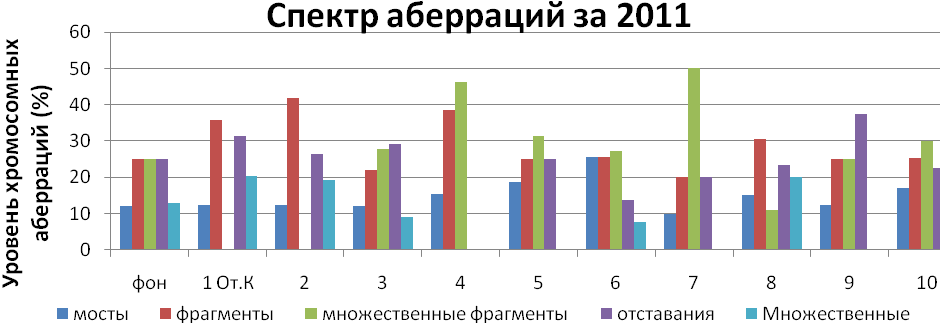 Спектр аберраций за 2011
Уровень хромосомных
аберраций (%)
60
50
40
30
20
10
0
фон 1 От.К 2 3 4 5 6 7 8 9 10
мосты фрагменты множественные фрагменты отставания Множественные